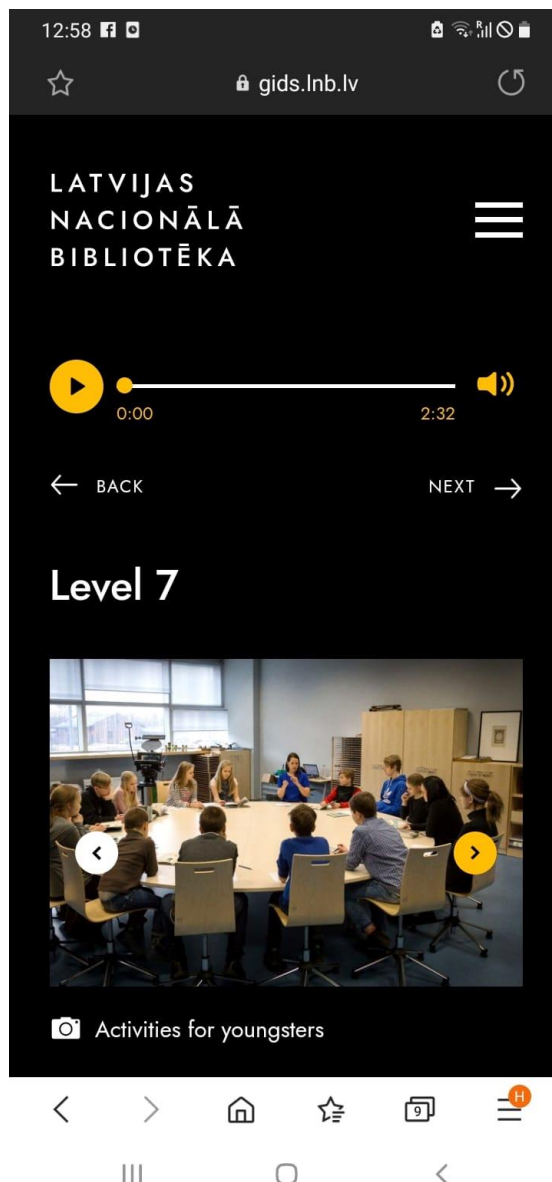 12:58
gids.lnb.lv
LATVIJAS
NACIONĀLĀ
BIBLIOTĒKA
0:00 2:32
BACK NEXT
Level 7
Activities for youngsters
9 H